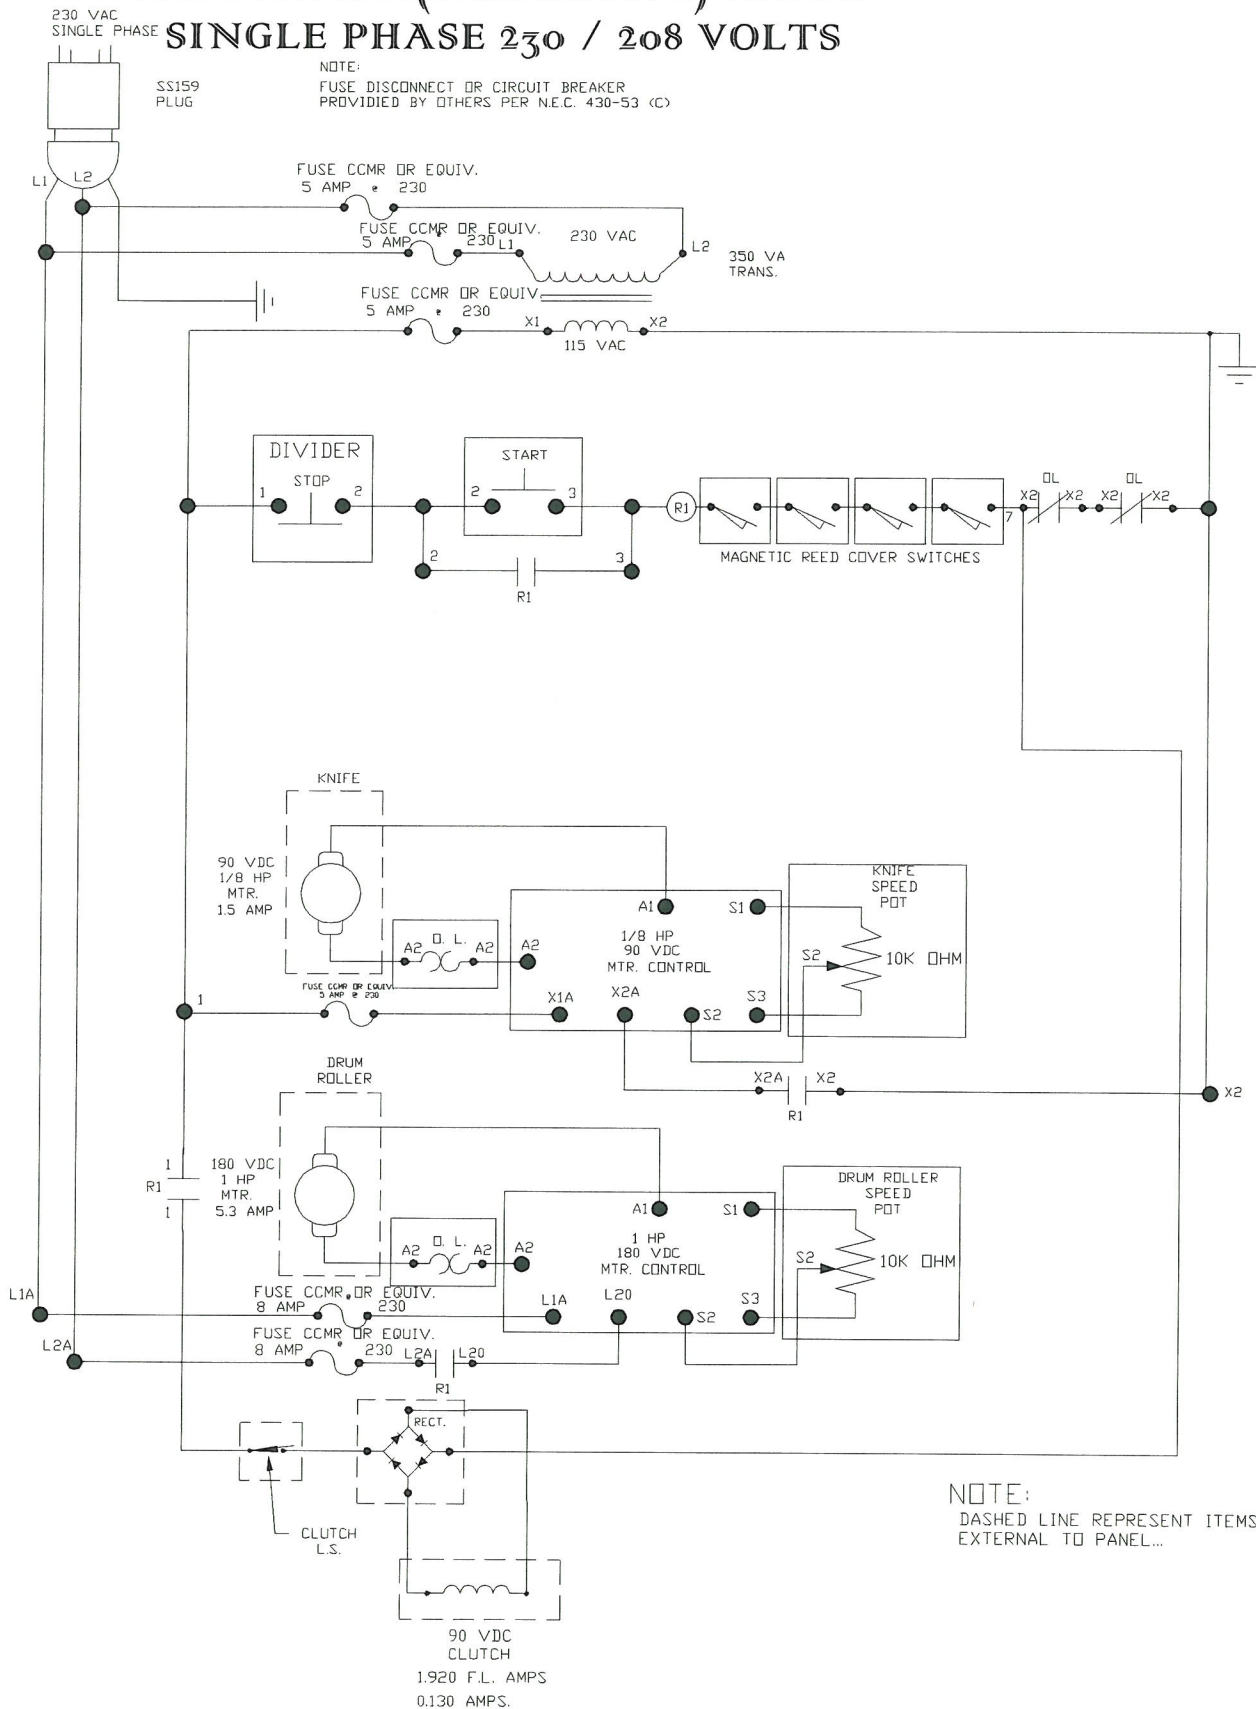 230 VAC
SINGLE PHASE
SINGLE PHASE 230 / 208 VOLTS
NOTE:
FUSE DISCONNECT OR CIRCUIT BREAKER
PROVIDIED BY OTHERS PER N.E.C. 430-53 (C)
SS159
PLUG
L1
L2
FUSE CCMR OR EQUIV.
5 AMP @ 230
FUSE CCMR OR EQUIV.
5 AMP @ 230
L1
230 VAC
L2
350 VA
TRANS.
FUSE CCMR OR EQUIV.
5 AMP @ 230
X1
X2
115 VAC
DIVIDER
STOP
1
2
START
2
3
2
3
R1
R1
MAGNETIC REED COVER SWITCHES
7
OL
X2
X2
OL
X2
X2
KNIFE
90 VDC
1/8 HP
MTR.
1.5 AMP
A2
O. L.
A2
A2
A1
S1
1/8 HP
90 VDC
MTR. CONTROL
X1A
X2A
S2
S3
KNIFE
SPEED
POT
S2
10K OHM
FUSE CCMR OR EQUIV.
5 AMP @ 230
1
X2A
X2
R1
X2
DRUM
ROLLER
1
R1
1
180 VDC
1 HP
MTR.
5.3 AMP
A2
O. L.
A2
A2
A1
S1
1 HP
180 VDC
MTR. CONTROL
L1A
L20
S2
S3
DRUM ROLLER
SPEED
POT
S2
10K OHM
L1A
FUSE CCMR OR EQUIV.
8 AMP @ 230
L2A
FUSE CCMR OR EQUIV.
8 AMP @ 230
L2A
L20
R1
RECT.
CLUTCH
L.S.
NOTE:
DASHED LINE REPRESENT ITEMS
EXTERNAL TO PANEL...
90 VDC
CLUTCH
1.920 F.L. AMPS
0.130 AMPS.